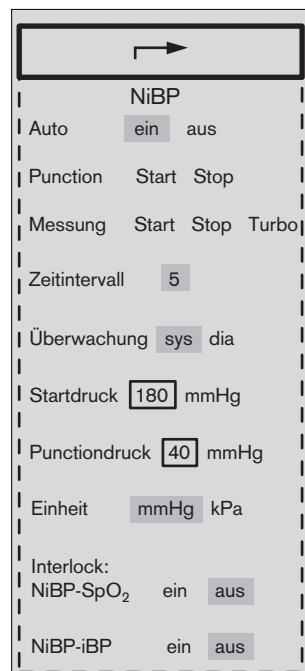 NiBP
Auto ein aus
Punction Start Stop
Messung Start Stop Turbo
Zeitintervall 5
Überwachung sys dia
Startdruck 180 mmHg
Punctiondruck 40 mmHg
Einheit mmHg kPa
Interlock:
NiBP-SpO₂ ein aus
NiBP-iBP ein aus